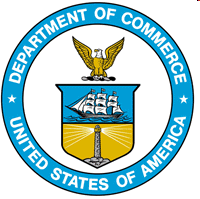 DEPARTMENT OF COMMERCE
UNITED STATES OF AMERICA